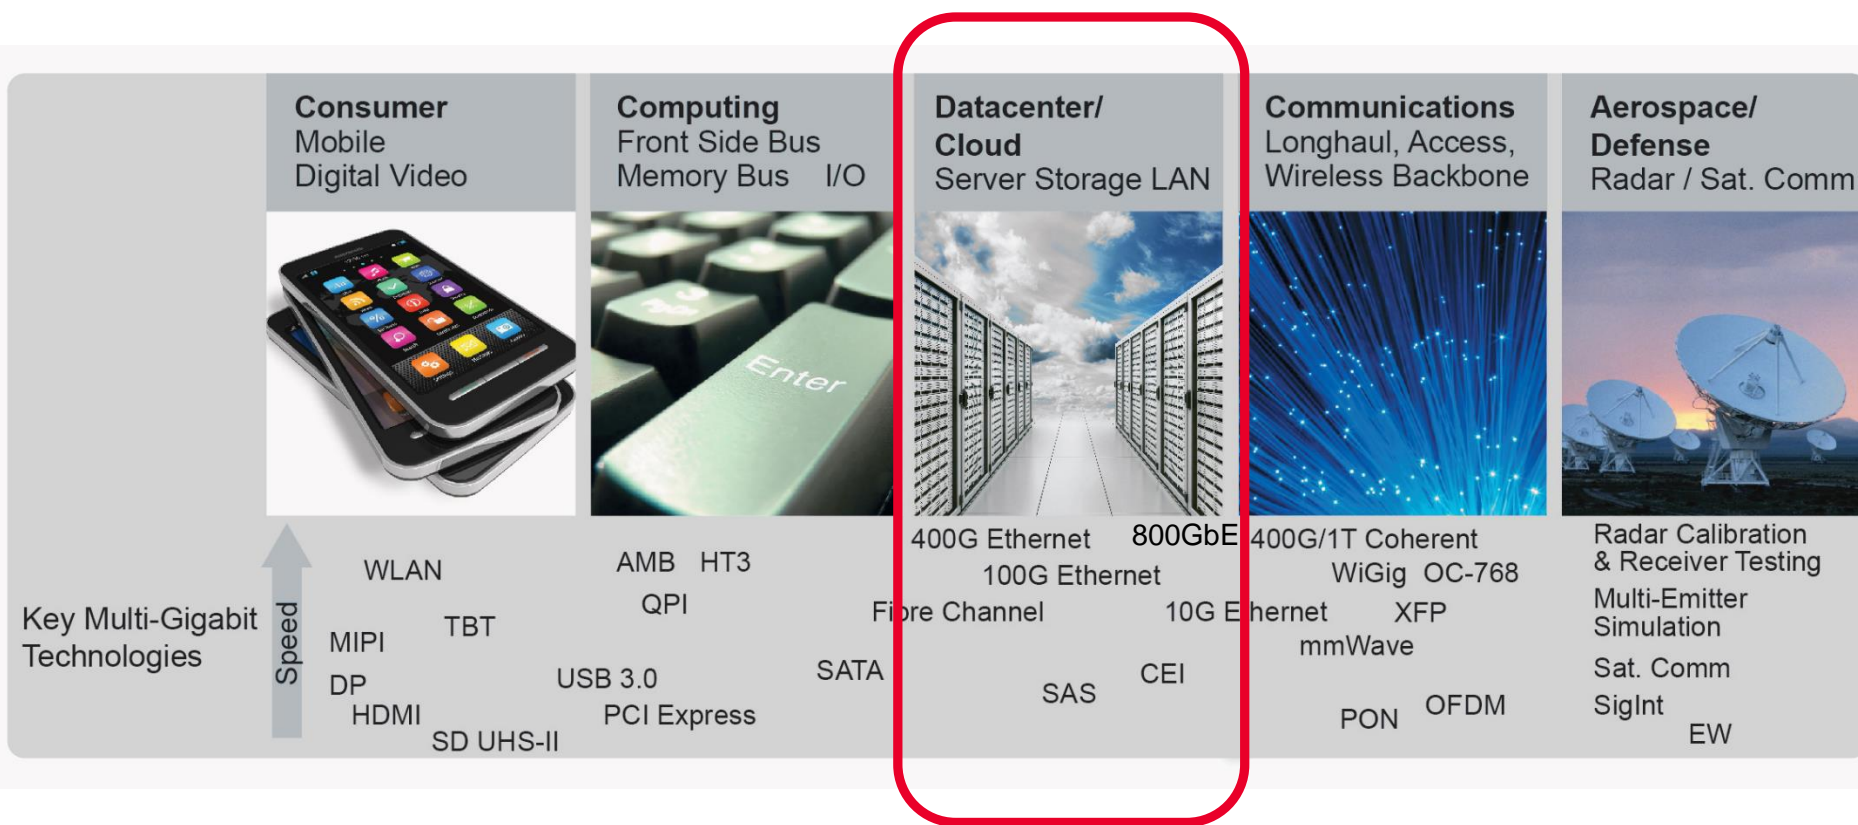 Consumer
Mobile
Digital Video
Computing
Front Side Bus
Memory Bus I/O
Datacenter/
Cloud
Server Storage LAN
Communications
Longhaul, Access,
Wireless Backbone
Aerospace/
Defense
Radar / Sat. Comm
Enter
Key Multi-Gigabit
Technologies
Speed
WLAN
TBT
MIPI
DP
HDMI
SD UHS-II
AMB HT3
QPI
USB 3.0
PCI Express
SATA
400G Ethernet 800GbE
100G Ethernet
Fibre Channel
10G Ethernet
CEI
SAS
400G/1T Coherent
WiGig OC-768
XFP
mmWave
OFDM
PON
Radar Calibration
& Receiver Testing
Multi-Emitter
Simulation
Sat. Comm
SigInt
EW